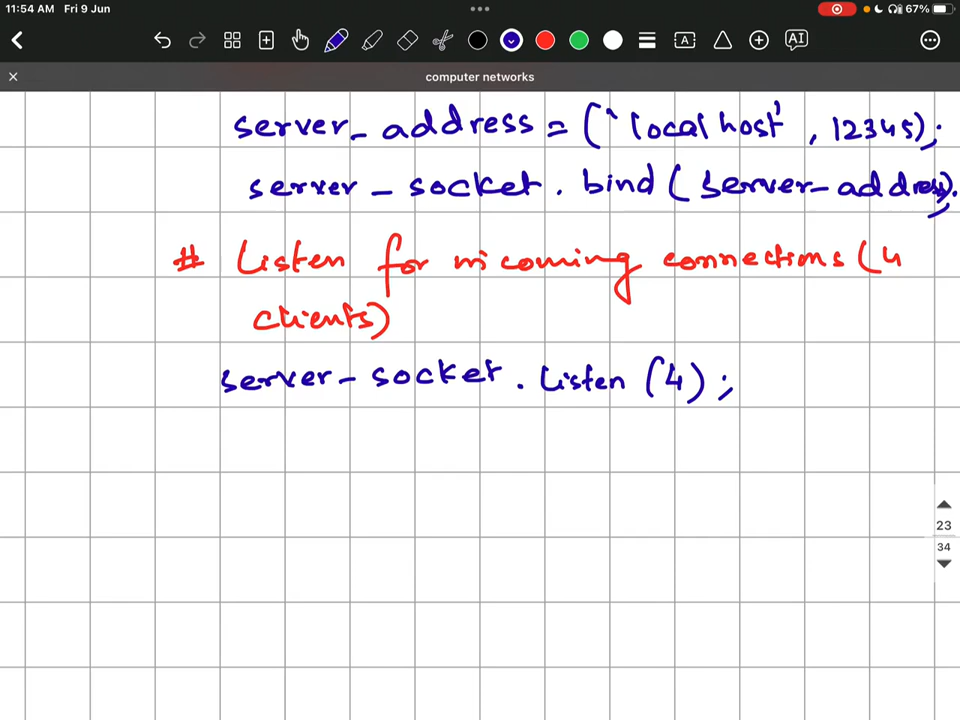 11:54 AM Fri 9 Jun
67%
A
AI
computer networks
server_address = ('localhost', 12345);
server_socket.bind(server_address);
# Listen for incoming connections (4
clients)
server_socket.listen(4);
23
34